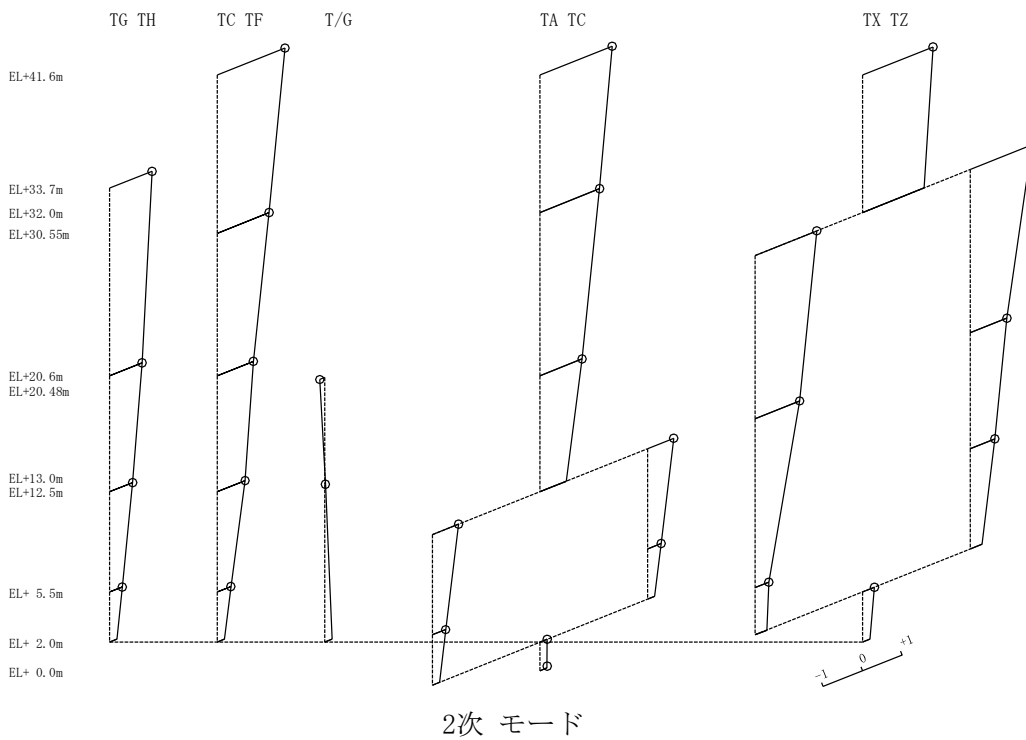 TG TH TC TF T/G TA TC TX TZ
EL+41.6m
EL+33.7m
EL+32.0m
EL+30.55m
EL+20.6m
EL+20.48m
EL+13.0m
EL+12.5m
EL+ 5.5m
EL+ 2.0m
EL+ 0.0m
-1 0 +1
2次 モード